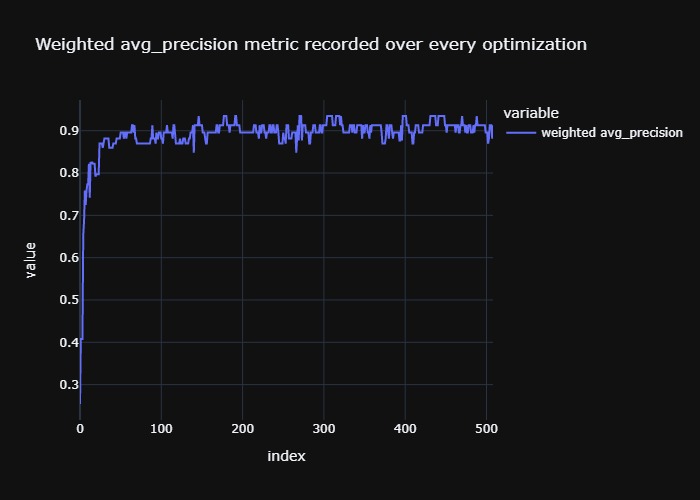 Weighted avg_precision metric recorded over every optimization
variable
weighted avg_precision
value
0.9
0.8
0.7
0.6
0.5
0.4
0.3
0 100 200 300 400 500
index